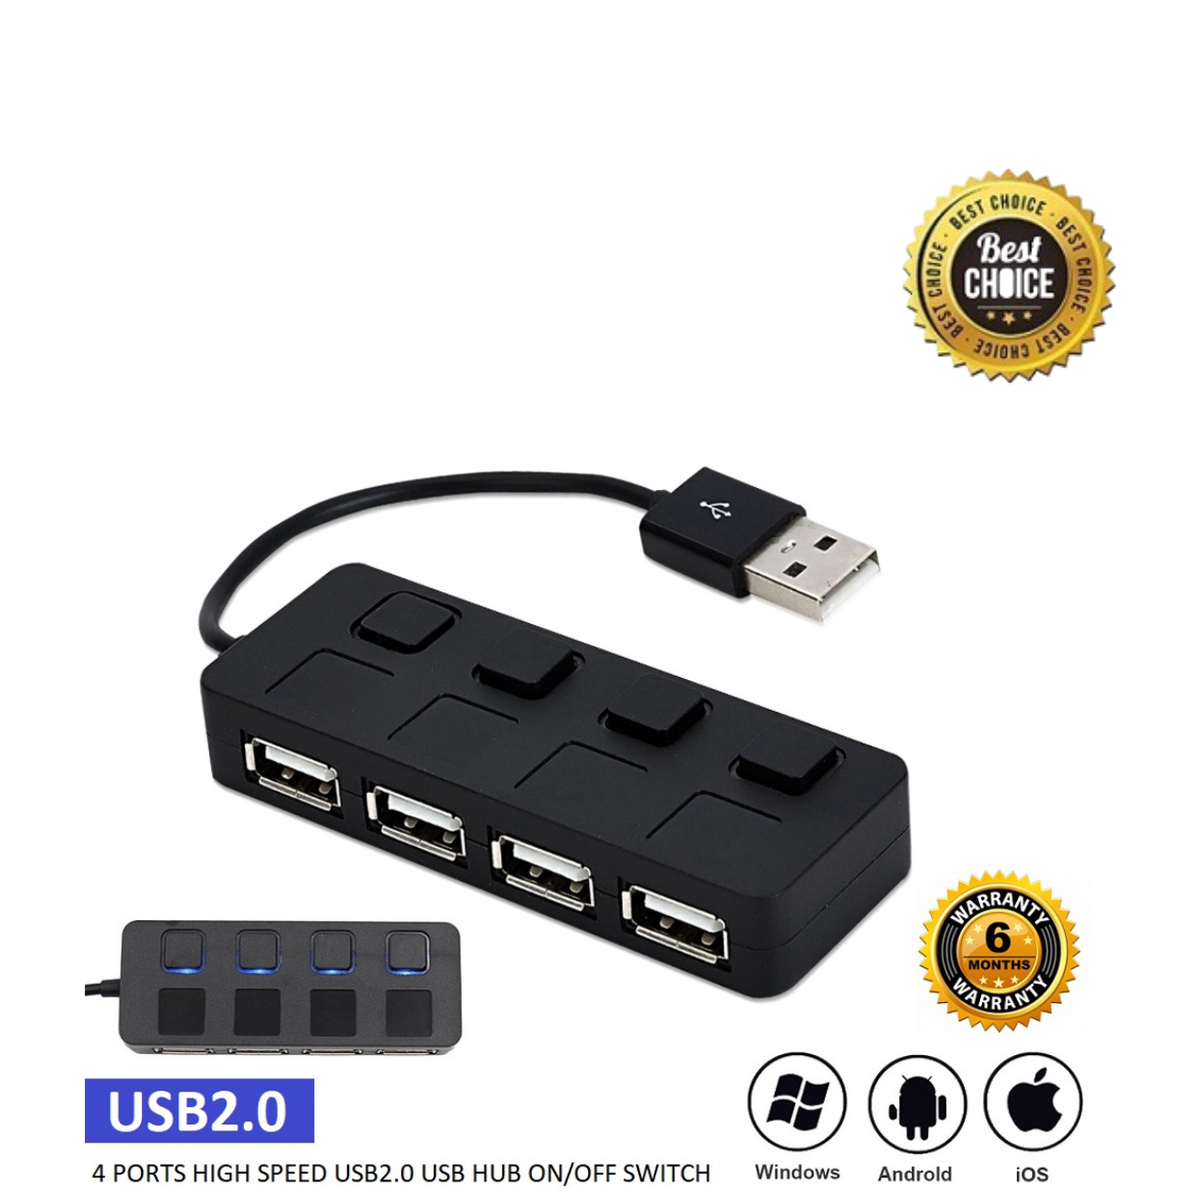 BEST CHOICE · BEST CHOICE · BEST CHOICE · BEST CHOICE ·
Best
CHOICE
WARRANTY
6
MONTHS
WARRANTY
USB2.0
4 PORTS HIGH SPEED USB2.0 USB HUB ON/OFF SWITCH
Windows
Android
iOS